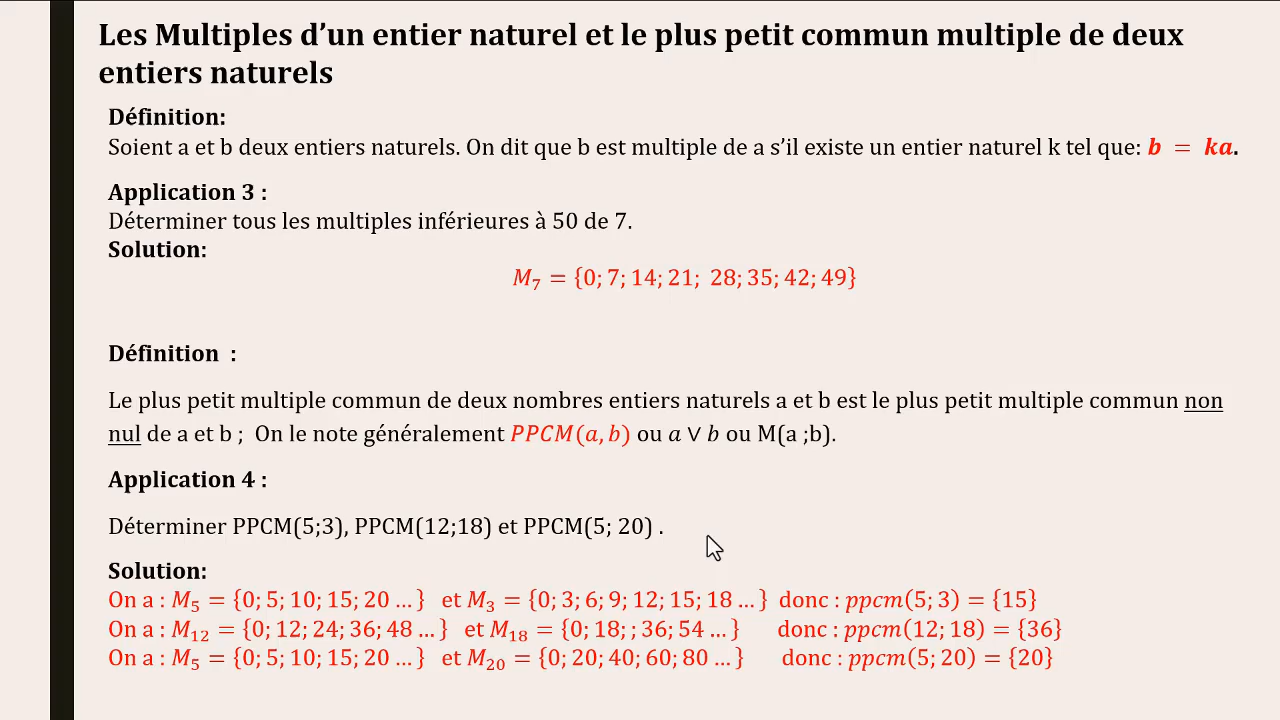 Les Multiples d’un entier naturel et le plus petit commun multiple de deux
entiers naturels
Définition:
Soient a et b deux entiers naturels. On dit que b est multiple de a s’il existe un entier naturel k tel que: b = ka.
Application 3 :
Déterminer tous les multiples inférieures à 50 de 7.
Solution:
M₇ = {0; 7; 14; 21; 28; 35; 42; 49}
Définition :
Le plus petit multiple commun de deux nombres entiers naturels a et b est le plus petit multiple commun non
nul de a et b ; On le note généralement PPCM(a, b) ou a ∨ b ou M(a ;b).
Application 4 :
Déterminer PPCM(5;3), PPCM(12;18) et PPCM(5; 20) .
Solution:
On a : M₅ = {0; 5; 10; 15; 20 … } et M₃ = {0; 3; 6; 9; 12; 15; 18 … } donc : ppcm(5; 3) = {15}
On a : M₁₂ = {0; 12; 24; 36; 48 … } et M₁₈ = {0; 18; ; 36; 54 … } donc : ppcm(12; 18) = {36}
On a : M₅ = {0; 5; 10; 15; 20 … } et M₂₀ = {0; 20; 40; 60; 80 … } donc : ppcm(5; 20) = {20}